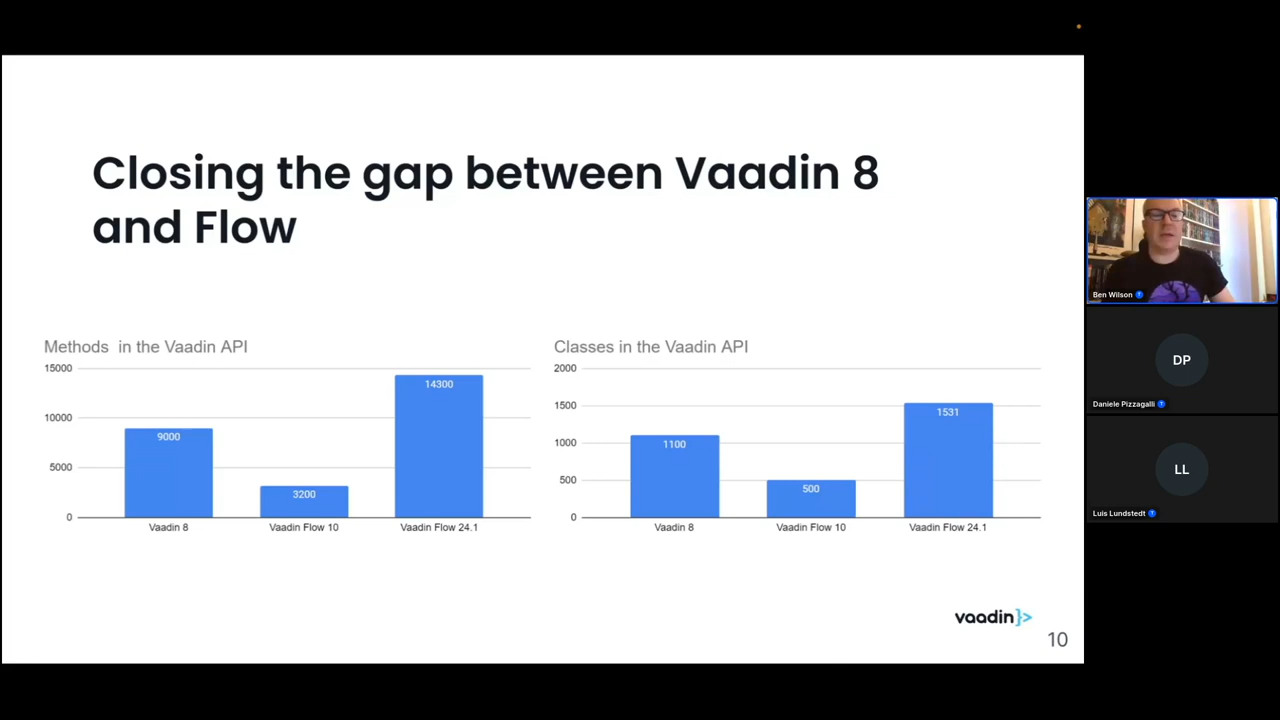 Closing the gap between Vaadin 8
and Flow
Methods  in the Vaadin API
15000
10000
5000
0
9000
3200
14300
Vaadin 8
Vaadin Flow 10
Vaadin Flow 24.1
Classes in the Vaadin API
2000
1500
1000
500
0
1100
500
1531
Vaadin 8
Vaadin Flow 10
Vaadin Flow 24.1
vaadin}>
10
Ben Wilson
DP
Daniele Pizzagalli
LL
Luis Lundstedt